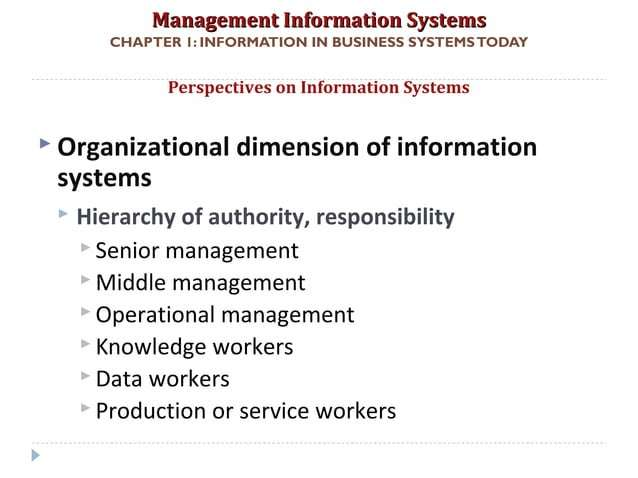 Management Information Systems
CHAPTER 1: INFORMATION IN BUSINESS SYSTEMS TODAY
Perspectives on Information Systems
Organizational dimension of information
systems
Hierarchy of authority, responsibility
Senior management
Middle management
Operational management
Knowledge workers
Data workers
Production or service workers